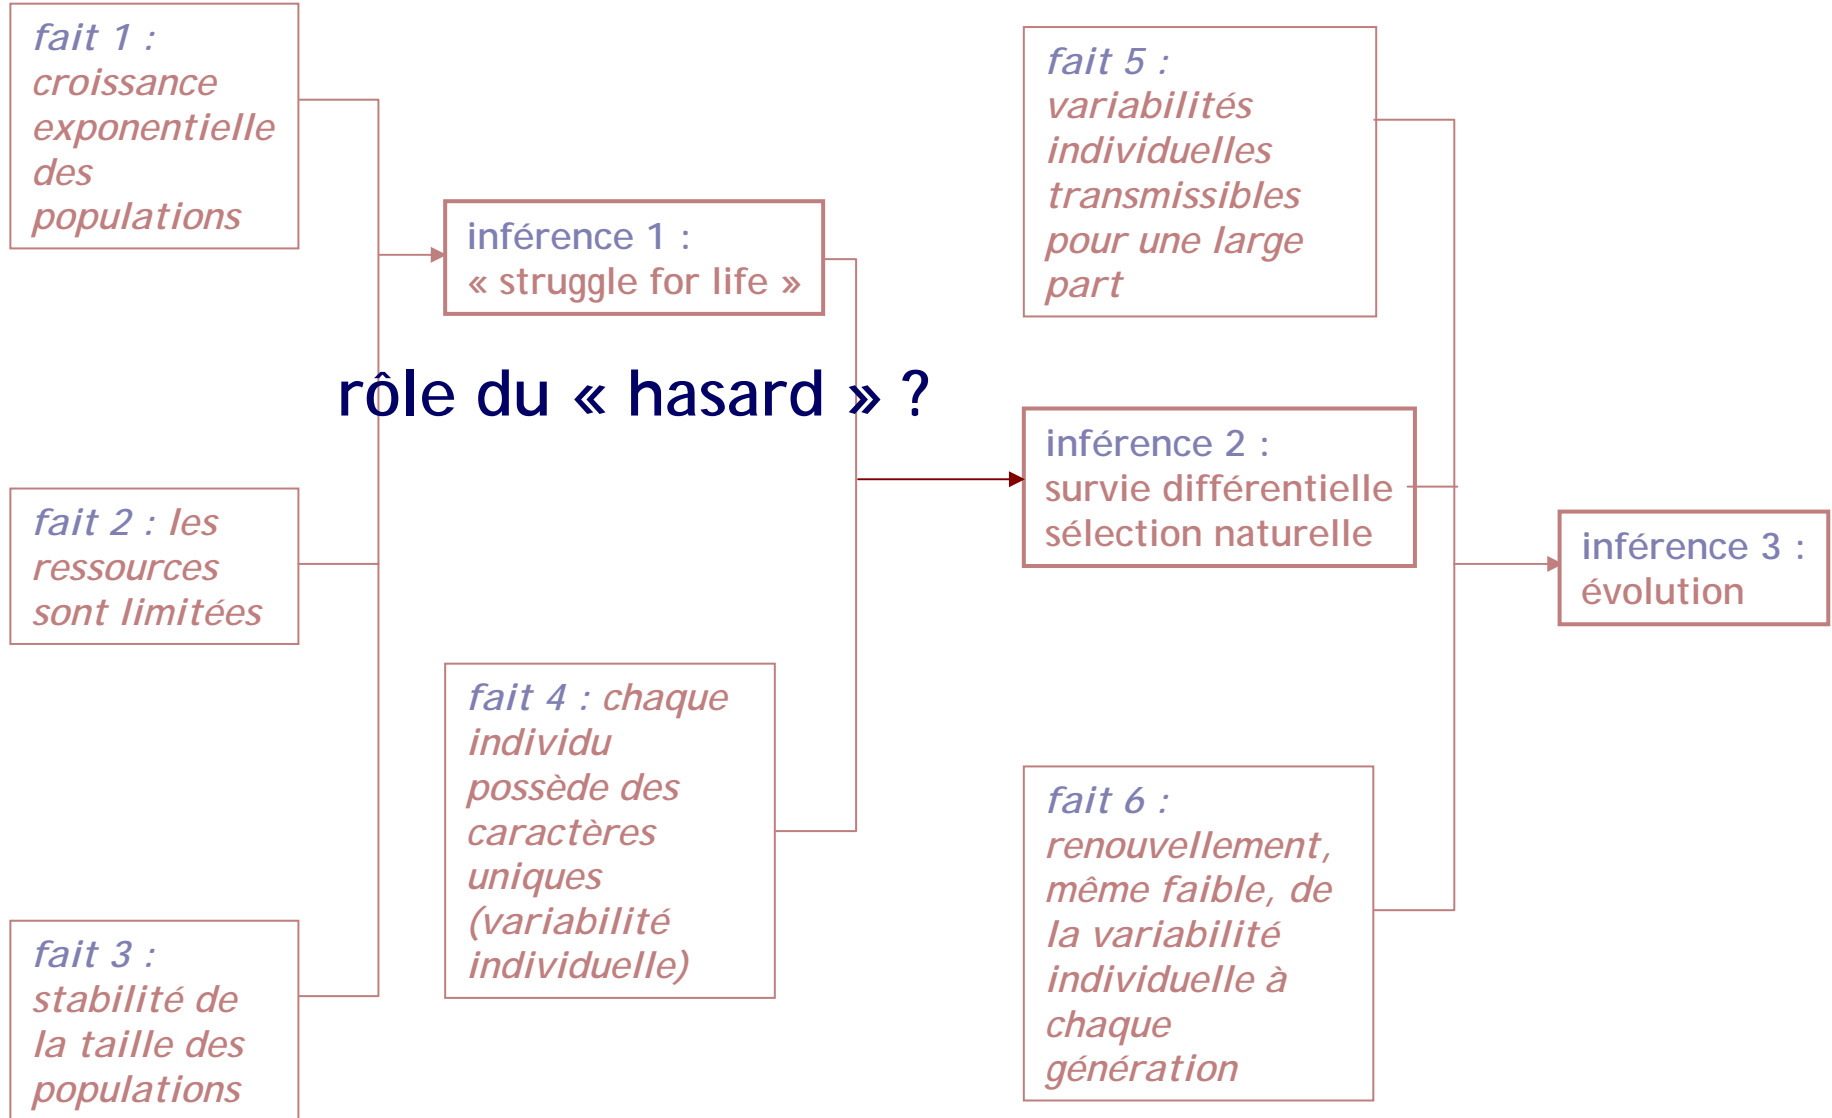 fait 1 :
croissance
exponentielle
des
populations
fait 2 : les
ressources
sont limitées
fait 3 :
stabilité de
la taille des
populations
inférence 1 :
« struggle for life »
rôle du « hasard » ?
fait 4 : chaque
individu
possède des
caractères
uniques
(variabilité
individuelle)
fait 5 :
variabilités
individuelles
transmissibles
pour une large
part
inférence 2 :
survie différentielle
sélection naturelle
fait 6 :
renouvellement,
même faible, de
la variabilité
individuelle à
chaque
génération
inférence 3 :
évolution